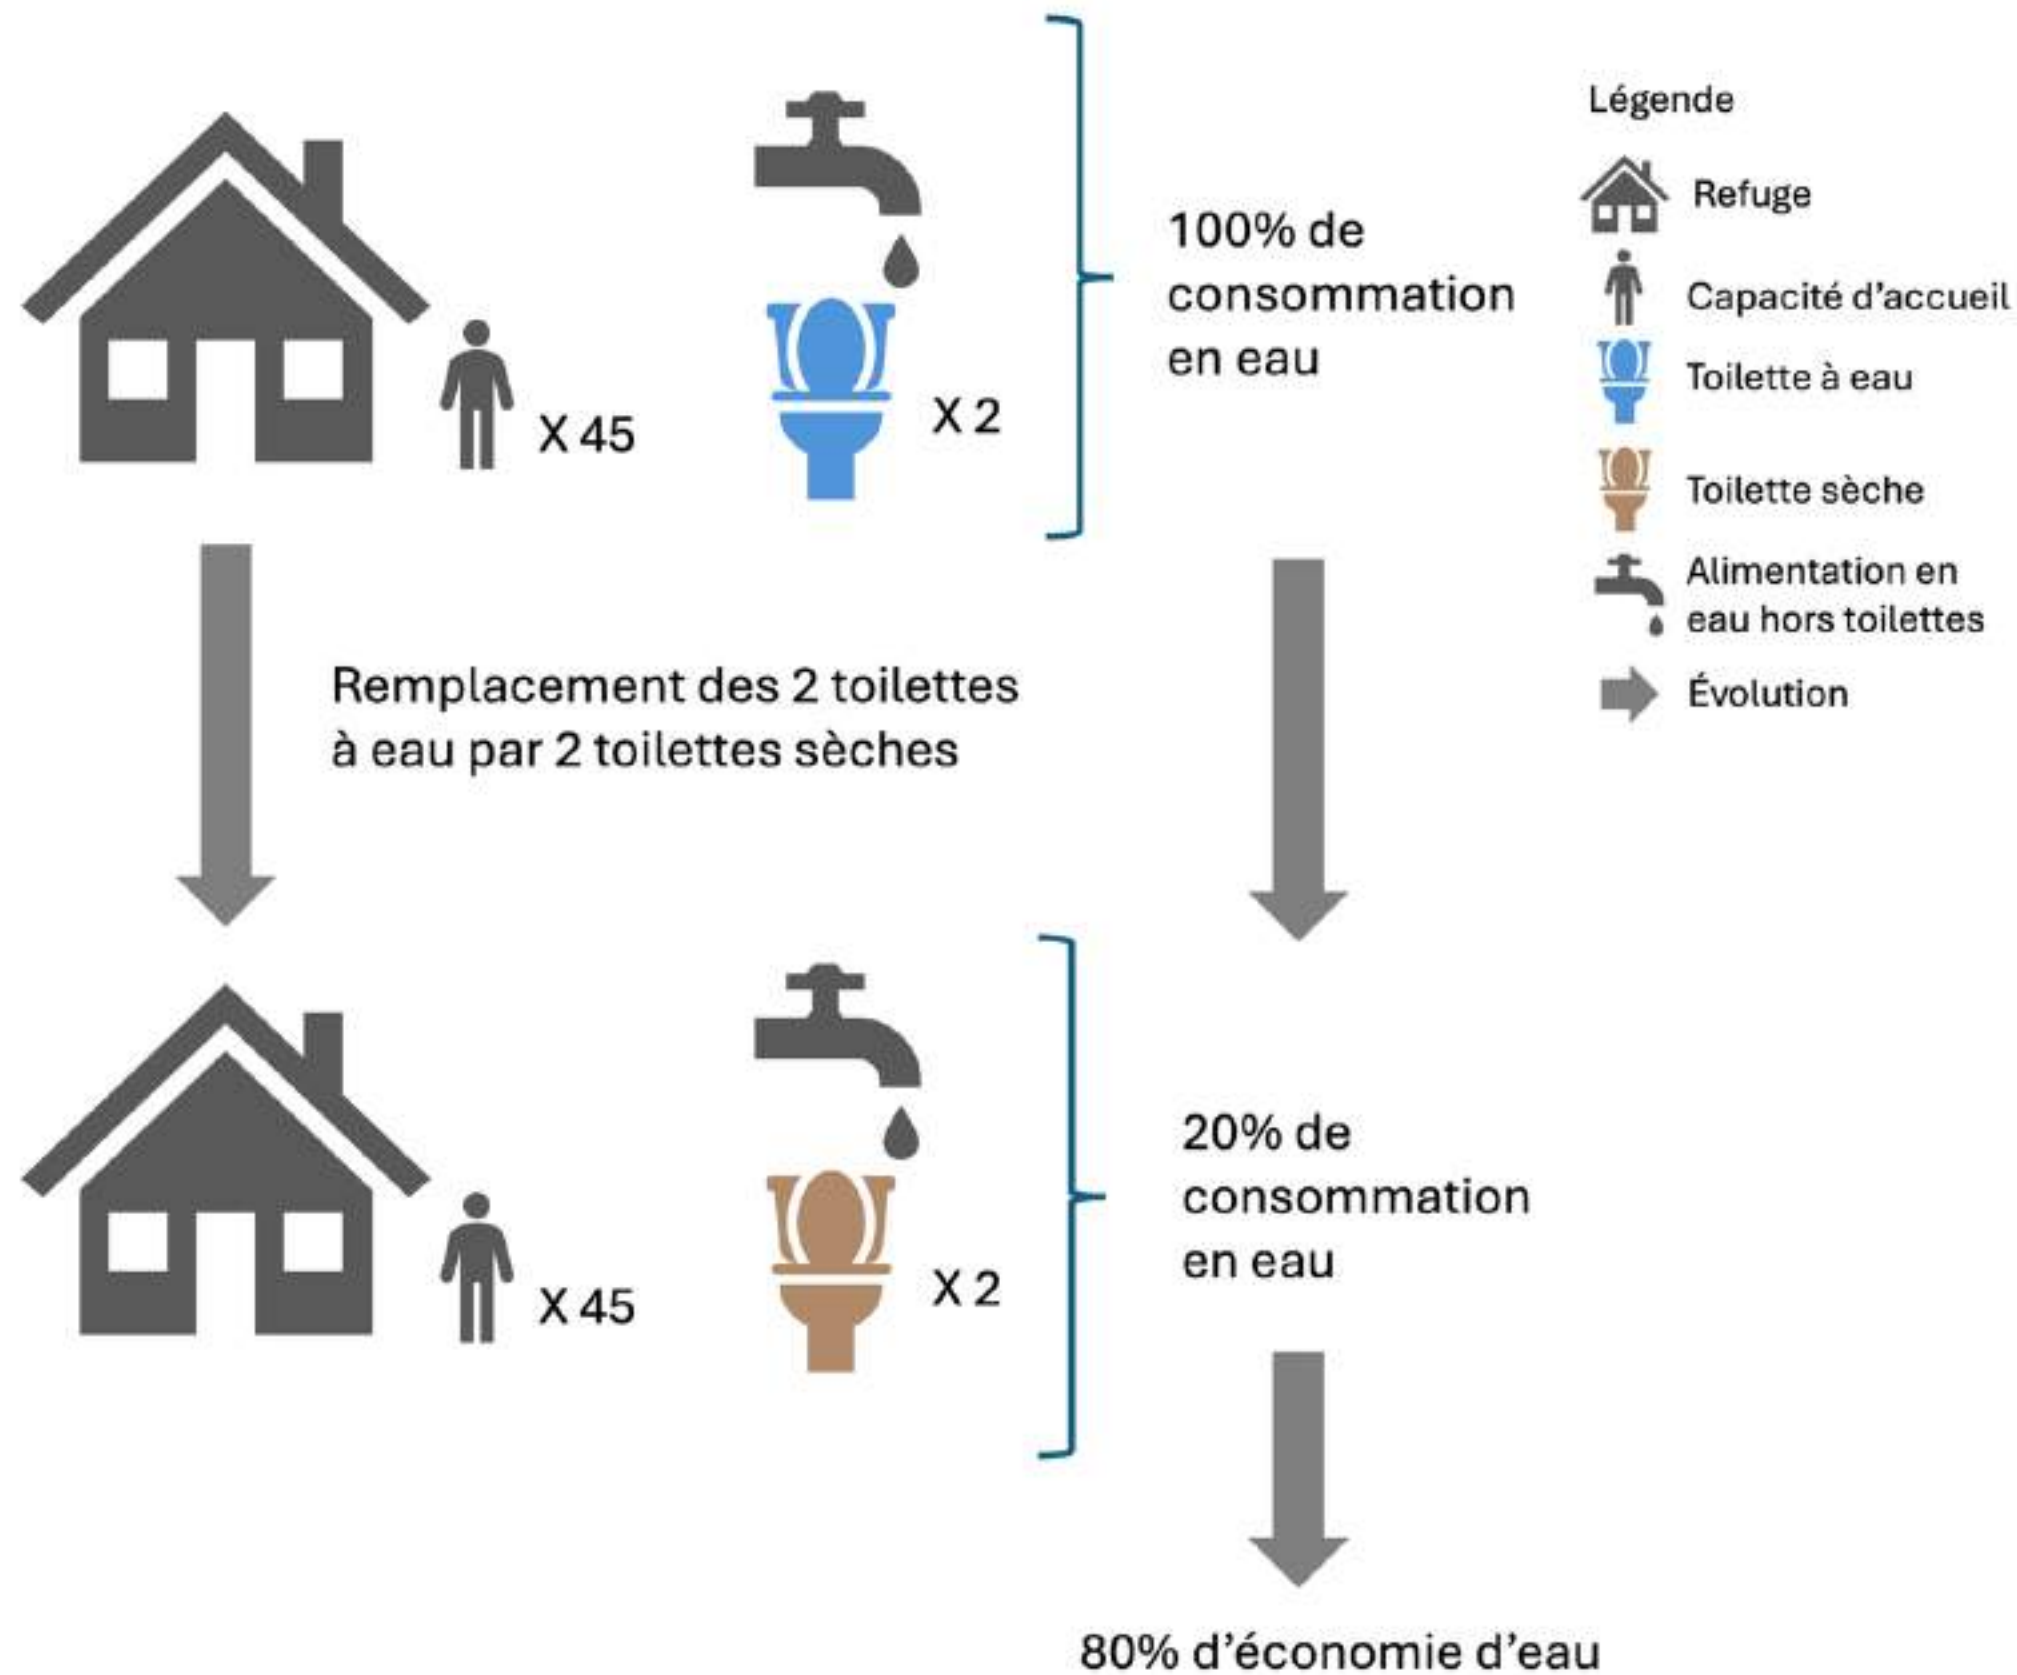 100% de
consommation
en eau
X 45
X 2
Légende
Refuge
Capacité d'accueil
Toilette à eau
Toilette sèche
Alimentation en
eau hors toilettes
Évolution
Remplacement des 2 toilettes
à eau par 2 toilettes sèches
X 45
X 2
20% de
consommation
en eau
80% d'économie d'eau